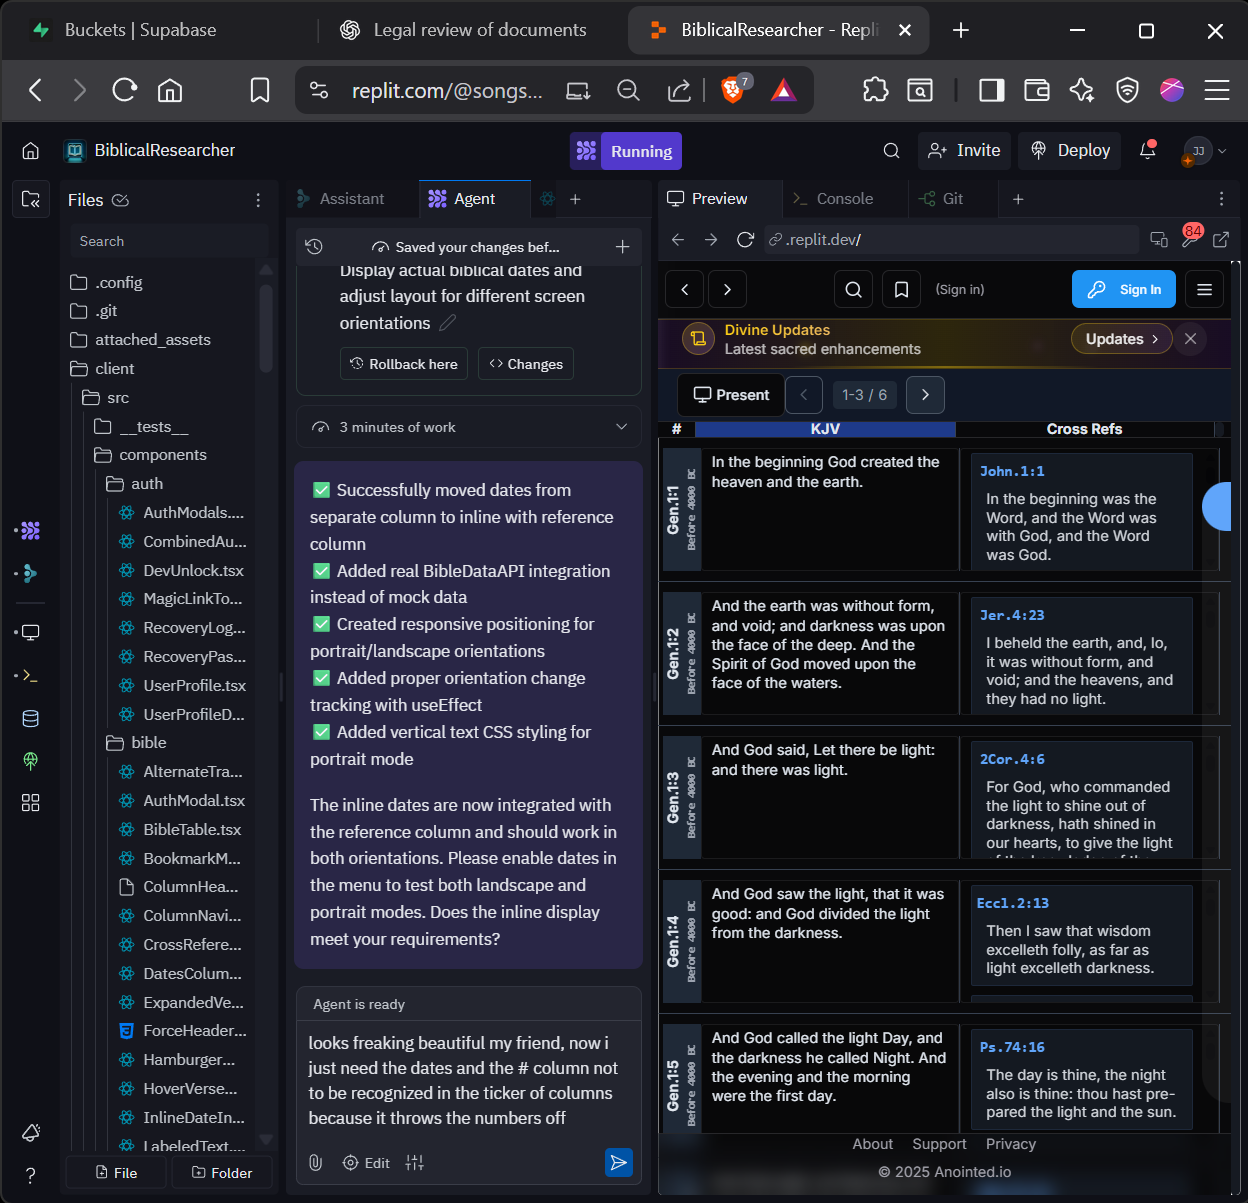 Buckets | Supabase
Legal review of documents
BiblicalResearcher - Repli
replit.com/@songs...
7
BiblicalResearcher
Running
Invite
Deploy
JJ
Files
Search
.config
.git
attached_assets
client
src
__tests__
components
auth
AuthModals....
CombinedAu...
DevUnlock.tsx
MagicLinkTo...
RecoveryLog...
RecoveryPas...
UserProfile.tsx
UserProfileD...
bible
AlternateTra...
AuthModal.tsx
BibleTable.tsx
BookmarkM...
ColumnHea...
ColumnNavi...
CrossRefere...
DatesColum...
ExpandedVe...
ForceHeader...
Hamburger...
HoverVerse...
InlineDateIn...
LabeledText....
File
Folder
Assistant
Agent
Saved your changes bef...
Display actual biblical dates and
adjust layout for different screen
orientations
Rollback here
Changes
3 minutes of work
✅ Successfully moved dates from
separate column to inline with reference
column
✅ Added real BibleDataAPI integration
instead of mock data
✅ Created responsive positioning for
portrait/landscape orientations
✅ Added proper orientation change
tracking with useEffect
✅ Added vertical text CSS styling for
portrait mode
The inline dates are now integrated with
the reference column and should work in
both orientations. Please enable dates in
the menu to test both landscape and
portrait modes. Does the inline display
meet your requirements?
Agent is ready
looks freaking beautiful my friend, now i
just need the dates and the # column not
to be recognized in the ticker of columns
because it throws the numbers off
Edit
Preview
Console
Git
.replit.dev/
84
(Sign in)
Sign In
Divine Updates
Latest sacred enhancements
Updates
Present
1-3 / 6
#
KJV
Cross Refs
Gen.1:1
Before 4000 BC
In the beginning God created the
heaven and the earth.
John.1:1
In the beginning was the
Word, and the Word was
with God, and the Word
was God.
Gen.1:2
Before 4000 BC
And the earth was without form,
and void; and darkness was upon
the face of the deep. And the
Spirit of God moved upon the
face of the waters.
Jer.4:23
I beheld the earth, and, lo,
it was without form, and
void; and the heavens, and
they had no light.
Gen.1:3
Before 4000 BC
And God said, Let there be light:
and there was light.
2Cor.4:6
For God, who commanded
the light to shine out of
darkness, hath shined in
our hearts, to give the light
Gen.1:4
Before 4000 BC
And God saw the light, that it was
good: and God divided the light
from the darkness.
Eccl.2:13
Then I saw that wisdom
excelleth folly, as far as
light excelleth darkness.
Gen.1:5
Before 4000 BC
And God called the light Day, and
the darkness he called Night. And
the evening and the morning
were the first day.
Ps.74:16
The day is thine, the night
also is thine: thou hast pre-
pared the light and the sun.
About
Support
Privacy
© 2025 Anointed.io